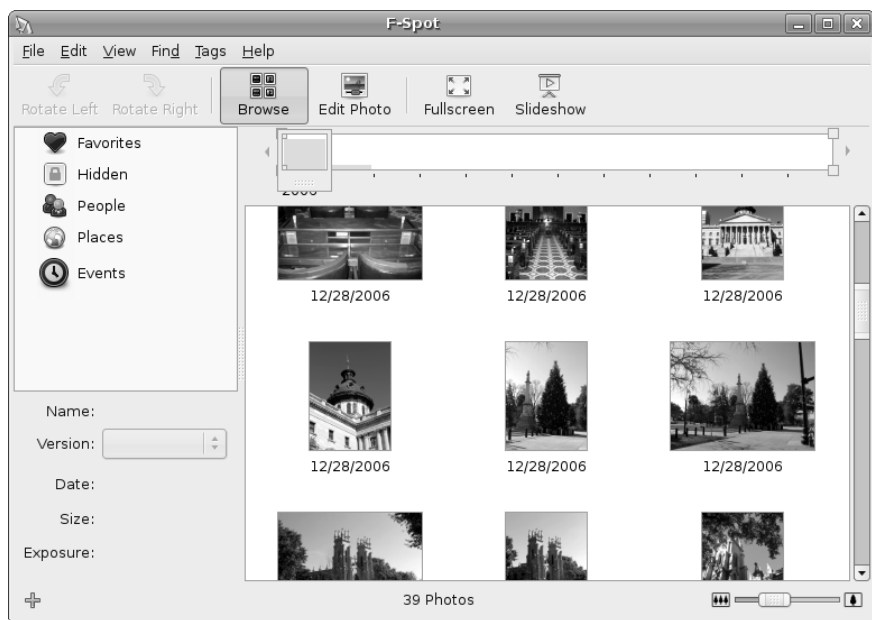 F-Spot
File Edit View Find Tags Help
Rotate Left Rotate Right Browse Edit Photo Fullscreen Slideshow
Favorites
Hidden
People
Places
Events
2006
12/28/2006 12/28/2006 12/28/2006
12/28/2006 12/28/2006 12/28/2006
Name:
Version:
Date:
Size:
Exposure:
39 Photos